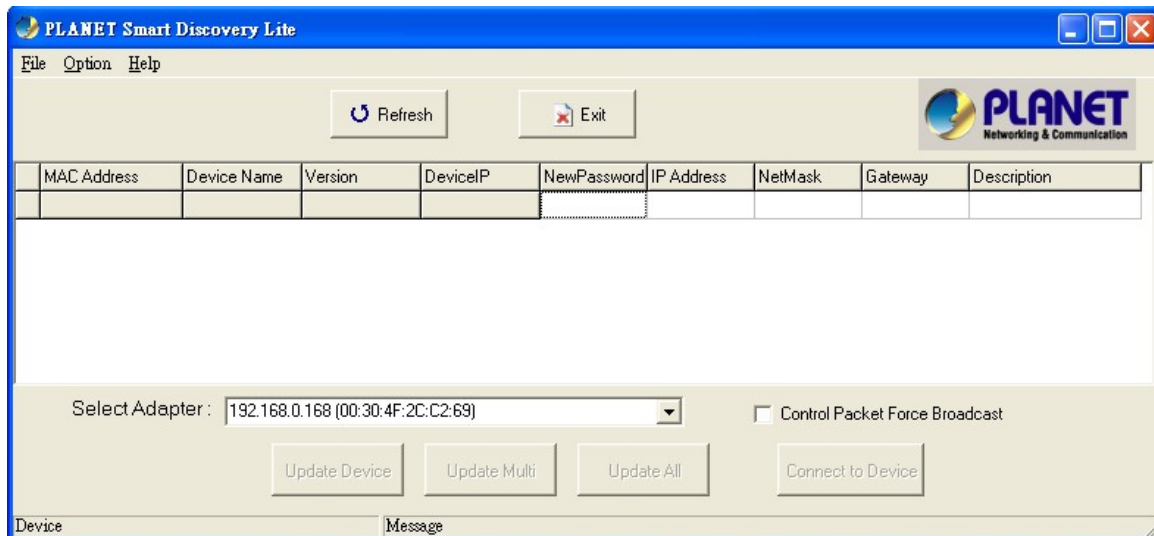 PLANET Smart Discovery Lite
File Option Help
Refresh Exit
PLANET
Networking & Communication
MAC Address Device Name Version DeviceIP NewPassword IP Address NetMask Gateway Description
Select Adapter : 192.168.0.168 (00:30:4F:2C:C2:69) Control Packet Force Broadcast
Update Device Update Multi Update All Connect to Device
Device Message